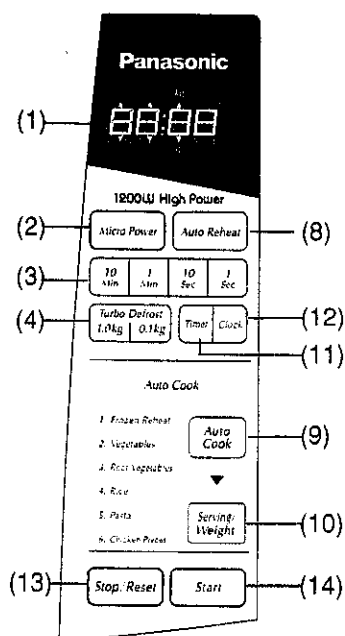 Panasonic
kg
(1)
88:88
1200W High Power
(2) Micro Power Auto Reheat (8)
(3) 10 Min 1 Min 10 Sec 1 Sec
(4) Turbo Defrost 1.0kg 0.1kg Timer Clock (12)
(11)
Auto Cook
1. Frozen Reheat
2. Vegetables
3. Root Vegetables
4. Rice
5. Pasta
6. Chicken Pieces
Auto Cook (9)
Serving/Weight (10)
(13) Stop/Reset Start (14)